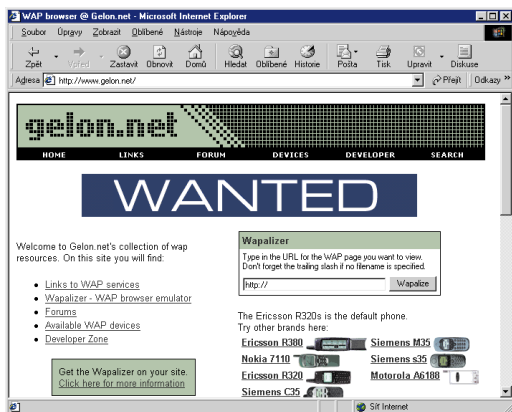 WAP browser @ Gelon.net - Microsoft Internet Explorer
Soubor Úpravy Zobrazit Oblíbené Nástroje Nápověda
Zpět Vpřed Zastavit Obnovit Domů Hledat Oblíbené Historie Pošta Tisk Upravit Diskuse
Adresa http://www.gelon.net/ Přejít Odkazy »
gelon.net
HOME LINKS FORUM DEVICES DEVELOPER SEARCH
WANTED
Welcome to Gelon.net's collection of wap
resources. On this site you will find:
Links to WAP services
Wapalizer - WAP browser emulator
Forums
Available WAP devices
Developer Zone
Get the Wapalizer on your site.
Click here for more information
Wapalizer
Type in the URL for the WAP page you want to view.
Don't forget the trailing slash if no filename is specified.
http:// Wapalize
The Ericsson R320s is the default phone.
Try other brands here:
Ericsson R380 Siemens M35
Nokia 7110 Siemens s35
Ericsson R320 Motorola A6188
Siemens C35
Síť Internet